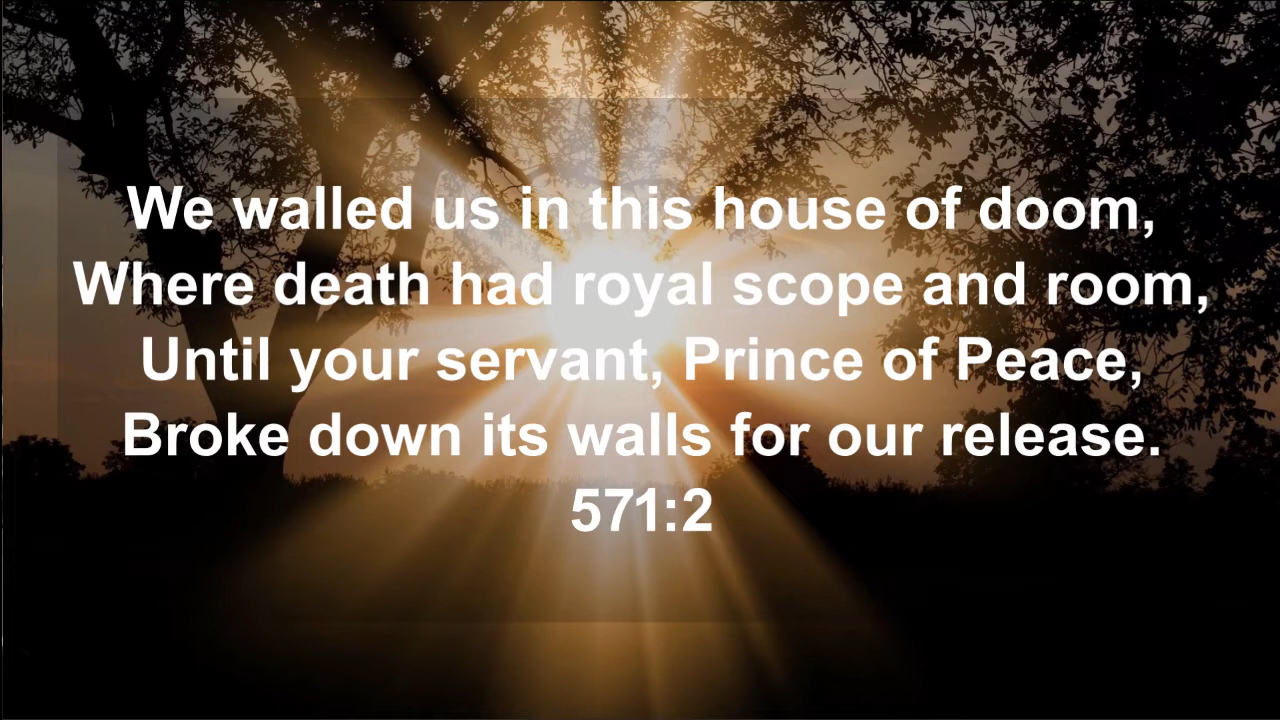 We walled us in this house of doom,
Where death had royal scope and room,
Until your servant, Prince of Peace,
Broke down its walls for our release.
571:2